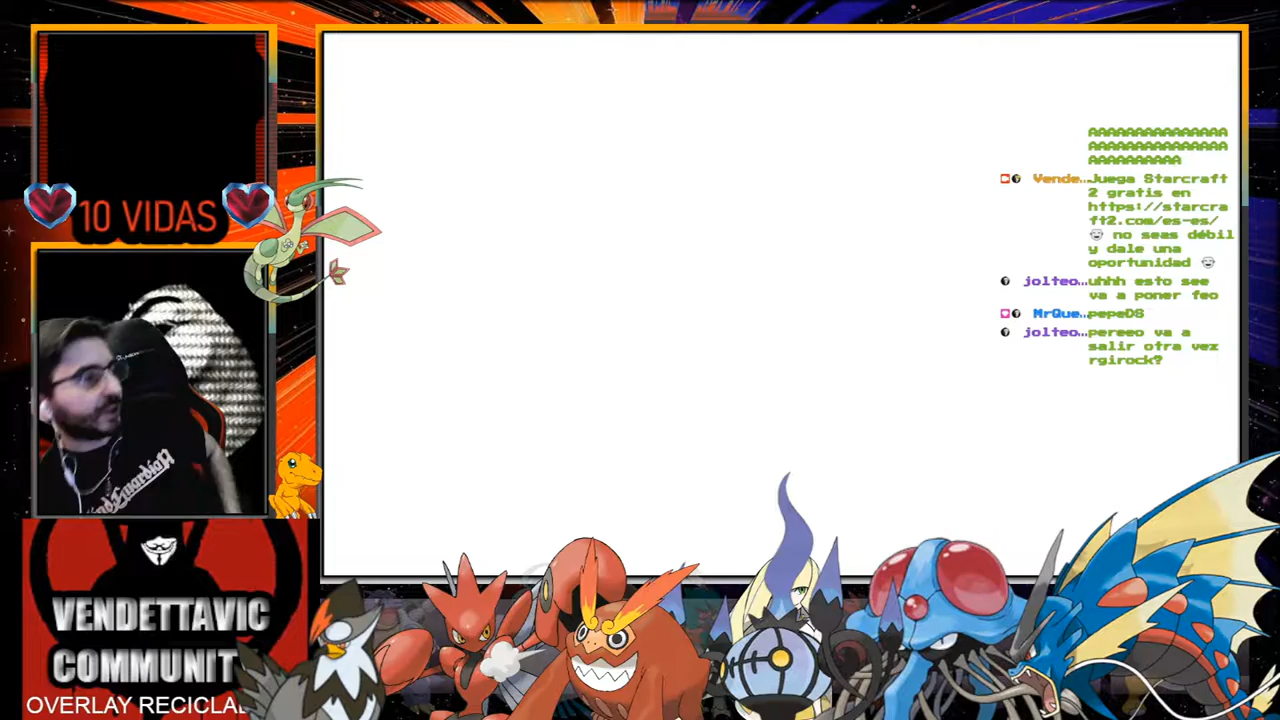 10 VIDAS
VENDETTAVIC
COMMUNIT
OVERLAY RECICLA
AAAAAAAAAAAAAAA
AAAAAAAAAAAAAAA
AAAAAAAAAA
Vende...Juega Starcraft
2 gratis en
https://starcra
ft2.com/es-es/
no seas débil
y dale una
oportunidad
jolteo...uhhh esto see
va a poner feo
MrQue...pepeDS
jolteo...pereeo va a
salir otra vez
rgirock?